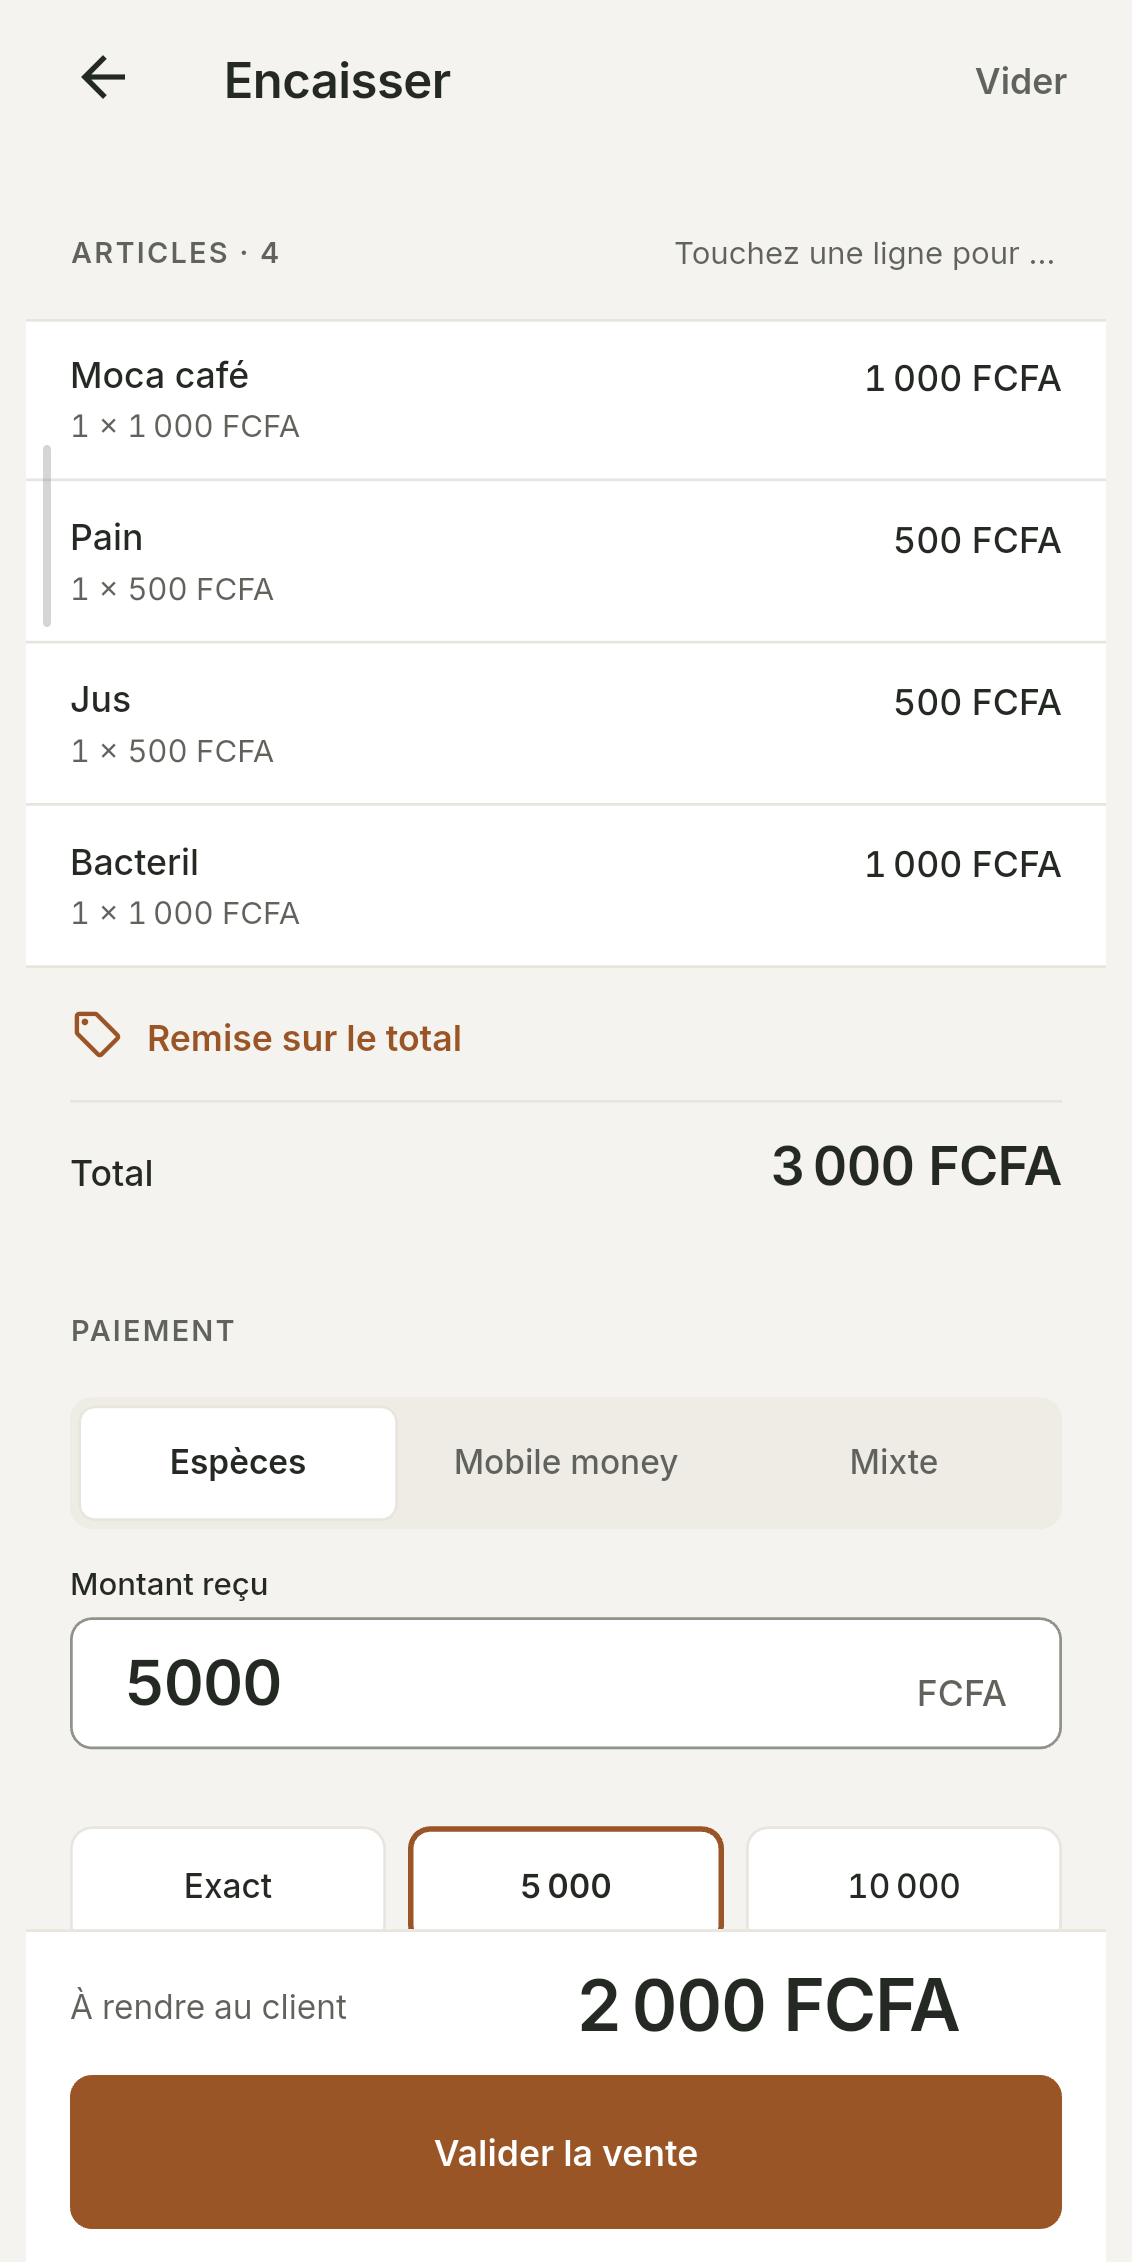 Encaisser
Vider
ARTICLES · 4
Touchez une ligne pour ...
Moca café
1 000 FCFA
1 × 1 000 FCFA
Pain
500 FCFA
1 × 500 FCFA
Jus
500 FCFA
1 × 500 FCFA
Bacteril
1 000 FCFA
1 × 1 000 FCFA
Remise sur le total
Total
3 000 FCFA
PAIEMENT
Espèces
Mobile money
Mixte
Montant reçu
5000
FCFA
Exact
5 000
10 000
À rendre au client
2 000 FCFA
Valider la vente